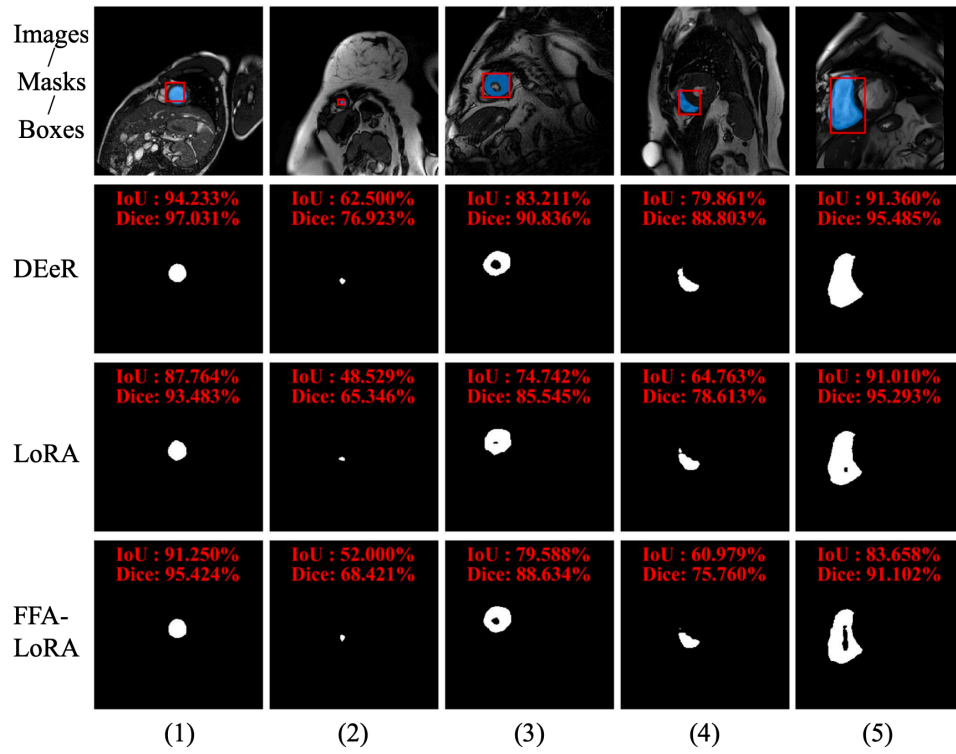 Images
/
Masks
/
Boxes
DEeR
IoU : 94.233%
Dice: 97.031%
IoU : 62.500%
Dice: 76.923%
IoU : 83.211%
Dice: 90.836%
IoU : 79.861%
Dice: 88.803%
IoU : 91.360%
Dice: 95.485%
LoRA
IoU : 87.764%
Dice: 93.483%
IoU : 48.529%
Dice: 65.346%
IoU : 74.742%
Dice: 85.545%
IoU : 64.763%
Dice: 78.613%
IoU : 91.010%
Dice: 95.293%
FFA-
LoRA
IoU : 91.250%
Dice: 95.424%
IoU : 52.000%
Dice: 68.421%
IoU : 79.588%
Dice: 88.634%
IoU : 60.979%
Dice: 75.760%
IoU : 83.658%
Dice: 91.102%
(1)
(2)
(3)
(4)
(5)